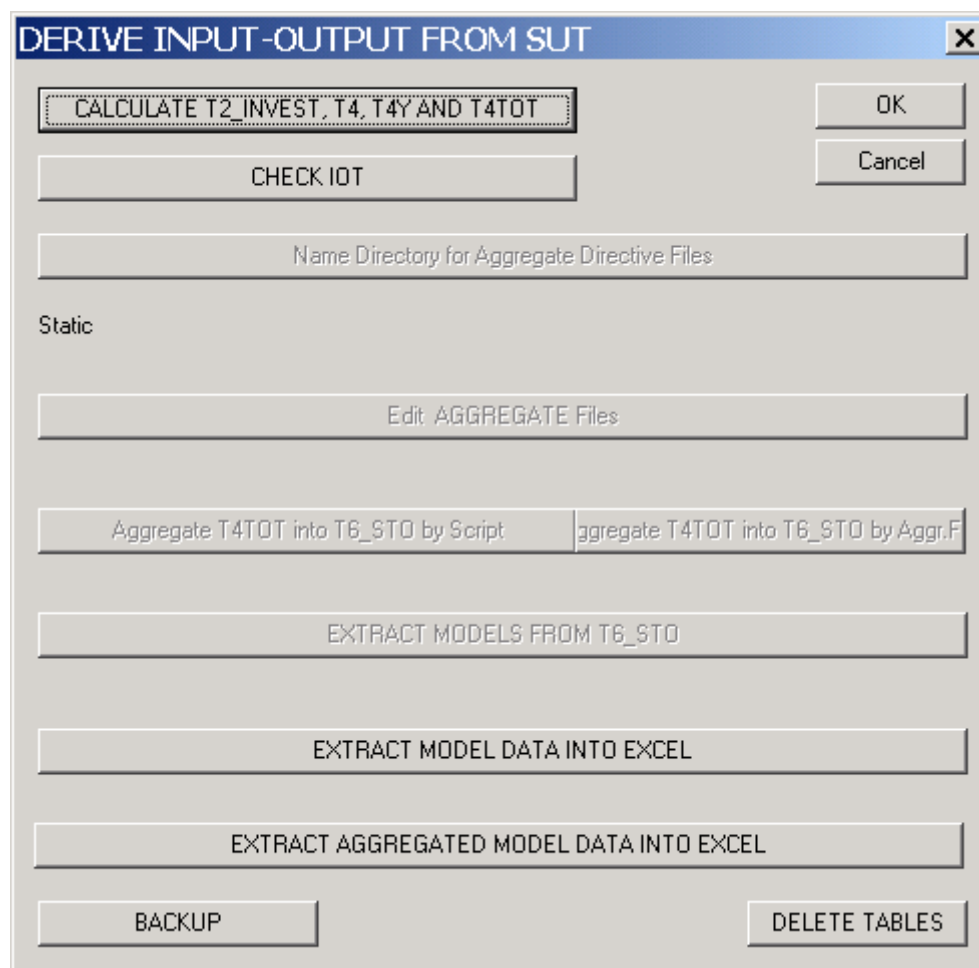 DERIVE INPUT-OUTPUT FROM SUT
CALCULATE T2_INVEST, T4, T4Y AND T4TOT
OK
CHECK IOT
Cancel
Name Directory for Aggregate Directive Files
Static
Edit AGGREGATE Files
Aggregate T4TOT into T6_STO by Script
ggregate T4TOT into T6_STO by Aggr.F
EXTRACT MODELS FROM T6_STO
EXTRACT MODEL DATA INTO EXCEL
EXTRACT AGGREGATED MODEL DATA INTO EXCEL
BACKUP
DELETE TABLES